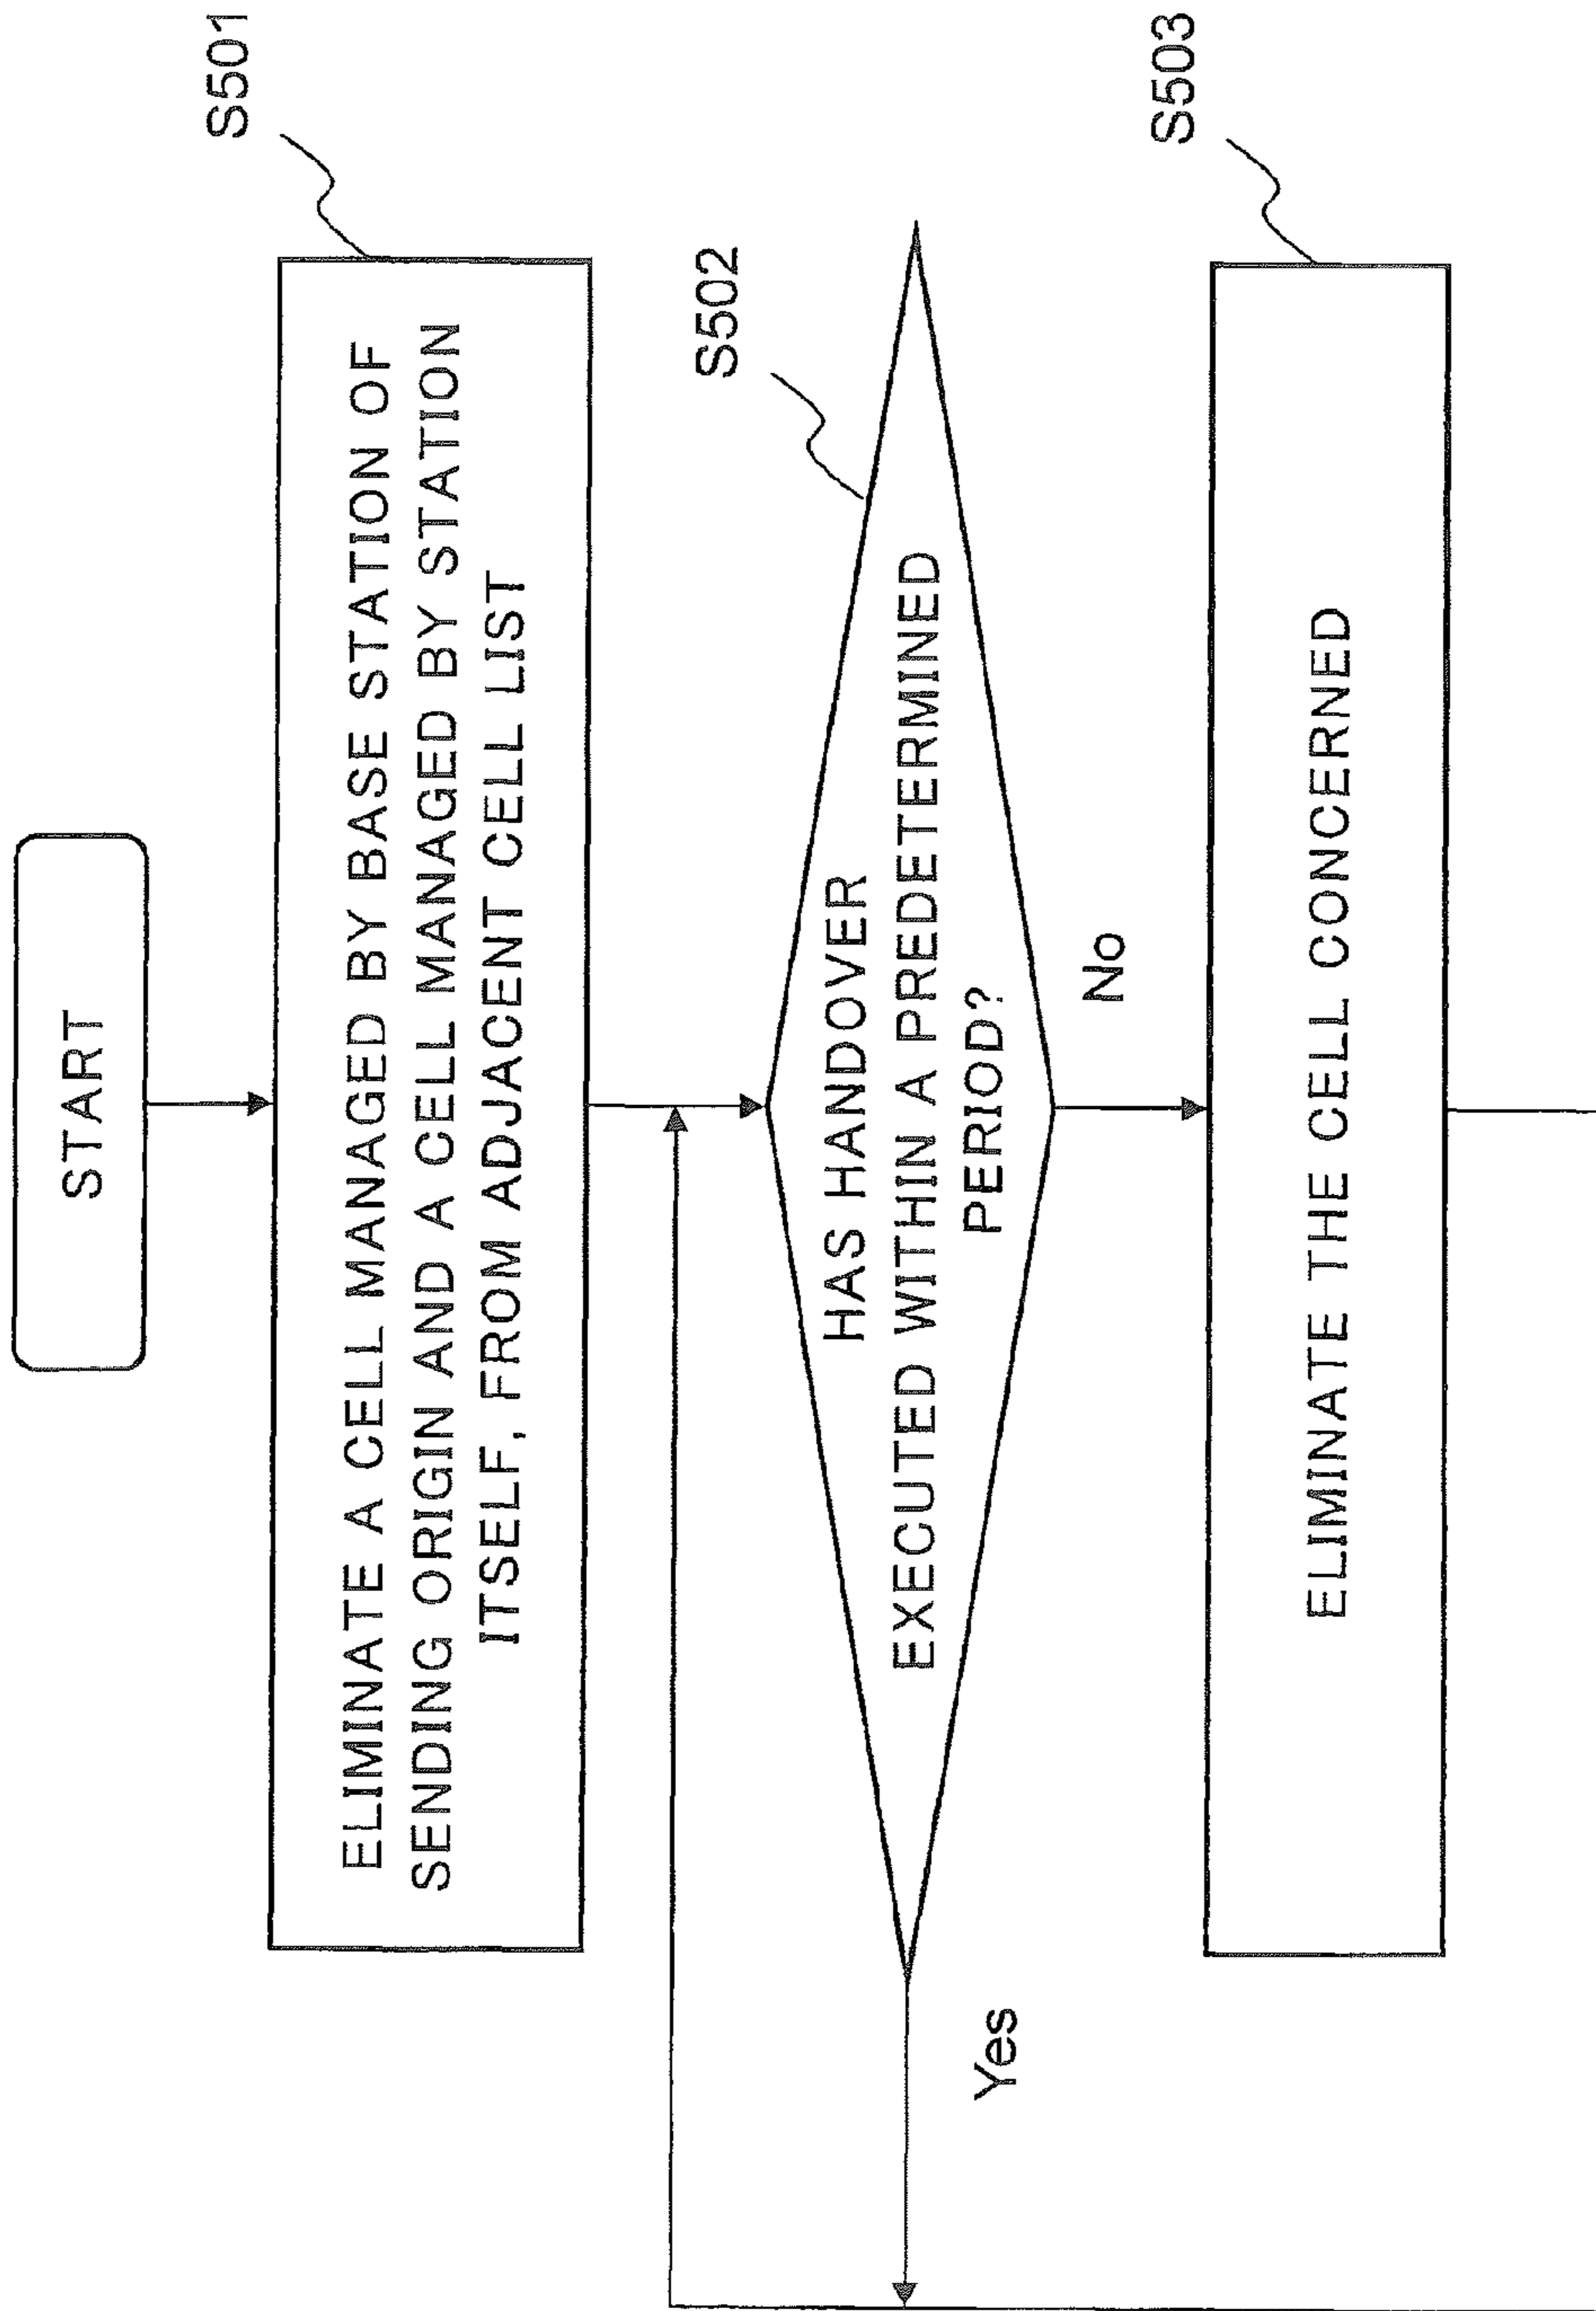 START
S501
ELIMINATE A CELL MANAGED BY BASE STATION OF
SENDING ORIGIN AND A CELL MANAGED BY STATION
ITSELF, FROM ADJACENT CELL LIST
S502
HAS HANDOVER
EXECUTED WITHIN A PREDETERMINED
PERIOD?
Yes
No
S503
ELIMINATE THE CELL CONCERNED